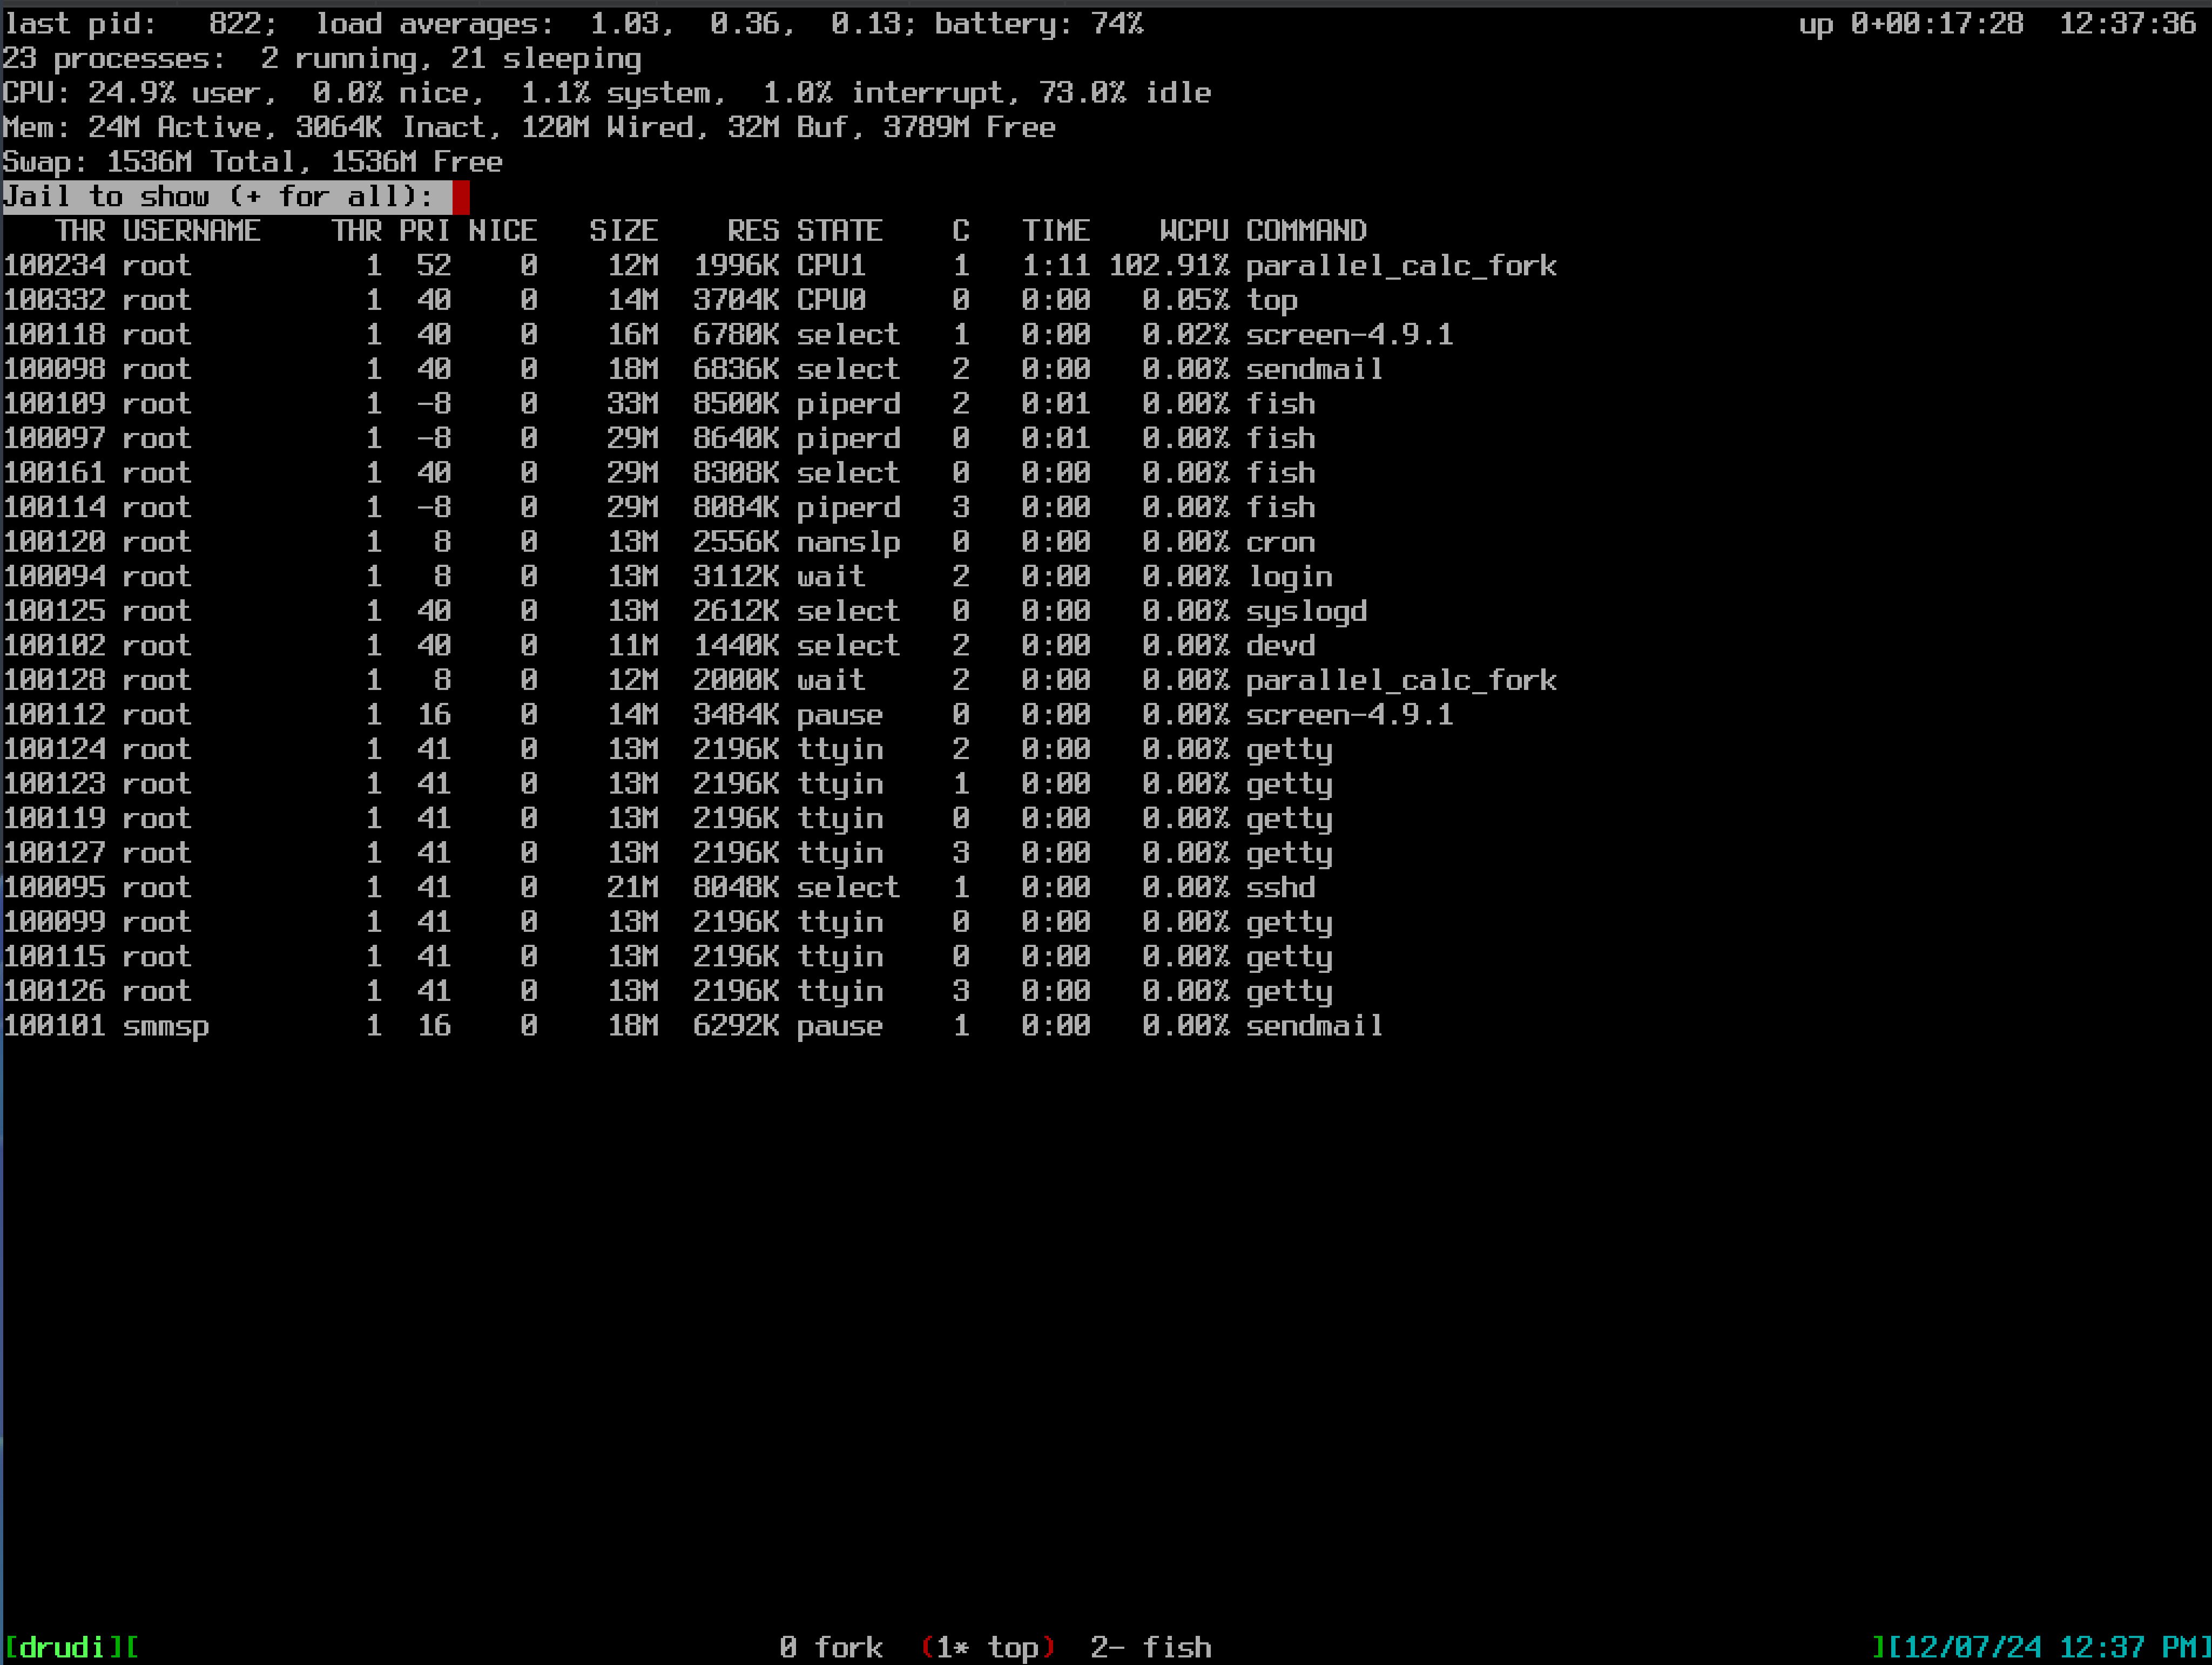 last pid:   822;  load averages:  1.03,  0.36,  0.13; battery: 74%                                      up 0+00:17:28  12:37:36
23 processes:  2 running, 21 sleeping
CPU: 24.9% user,  0.0% nice,  1.1% system,  1.0% interrupt, 73.0% idle
Mem: 24M Active, 3064K Inact, 120M Wired, 32M Buf, 3789M Free
Swap: 1536M Total, 1536M Free
Jail to show (+ for all):
   THR USERNAME    THR PRI NICE   SIZE    RES STATE    C   TIME    WCPU COMMAND
100234 root          1  52    0    12M  1996K CPU1     1   1:11 102.91% parallel_calc_fork
100332 root          1  40    0    14M  3704K CPU0     0   0:00   0.05% top
100118 root          1  40    0    16M  6780K select   1   0:00   0.02% screen-4.9.1
100098 root          1  40    0    18M  6836K select   2   0:00   0.00% sendmail
100109 root          1  -8    0    33M  8500K piperd   2   0:01   0.00% fish
100097 root          1  -8    0    29M  8640K piperd   0   0:01   0.00% fish
100161 root          1  40    0    29M  8308K select   0   0:00   0.00% fish
100114 root          1  -8    0    29M  8084K piperd   3   0:00   0.00% fish
100120 root          1   8    0    13M  2556K nanslp   0   0:00   0.00% cron
100094 root          1   8    0    13M  3112K wait     2   0:00   0.00% login
100125 root          1  40    0    13M  2612K select   0   0:00   0.00% syslogd
100102 root          1  40    0    11M  1440K select   2   0:00   0.00% devd
100128 root          1   8    0    12M  2000K wait     2   0:00   0.00% parallel_calc_fork
100112 root          1  16    0    14M  3484K pause    0   0:00   0.00% screen-4.9.1
100124 root          1  41    0    13M  2196K ttyin    2   0:00   0.00% getty
100123 root          1  41    0    13M  2196K ttyin    1   0:00   0.00% getty
100119 root          1  41    0    13M  2196K ttyin    0   0:00   0.00% getty
100127 root          1  41    0    13M  2196K ttyin    3   0:00   0.00% getty
100095 root          1  41    0    21M  8048K select   1   0:00   0.00% sshd
100099 root          1  41    0    13M  2196K ttyin    0   0:00   0.00% getty
100115 root          1  41    0    13M  2196K ttyin    0   0:00   0.00% getty
100126 root          1  41    0    13M  2196K ttyin    3   0:00   0.00% getty
100101 smmsp         1  16    0    18M  6292K pause    1   0:00   0.00% sendmail
[drudi][                                     0 fork  (1* top)  2- fish                                      ][12/07/24 12:37 PM]